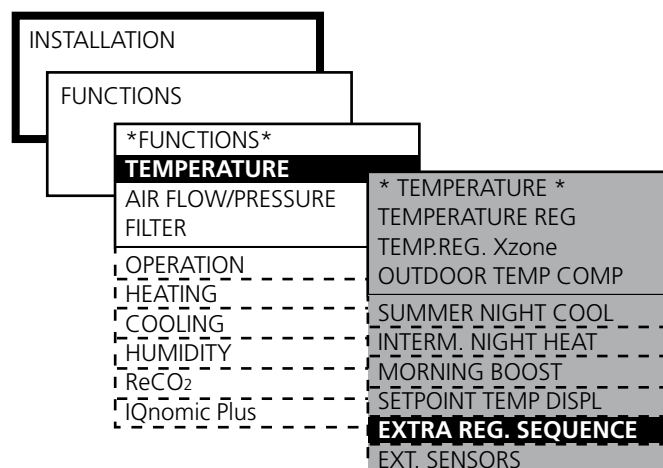 INSTALLATION
FUNCTIONS
*FUNCTIONS*
TEMPERATURE
AIR FLOW/PRESSURE
FILTER
OPERATION
HEATING
COOLING
HUMIDITY
ReCO2
IQnomic Plus
* TEMPERATURE *
TEMPERATURE REG
TEMP.REG. Xzone
OUTDOOR TEMP COMP
SUMMER NIGHT COOL
INTERM. NIGHT HEAT
MORNING BOOST
SETPOINT TEMP DISPL
EXTRA REG. SEQUENCE
EXT. SENSORS